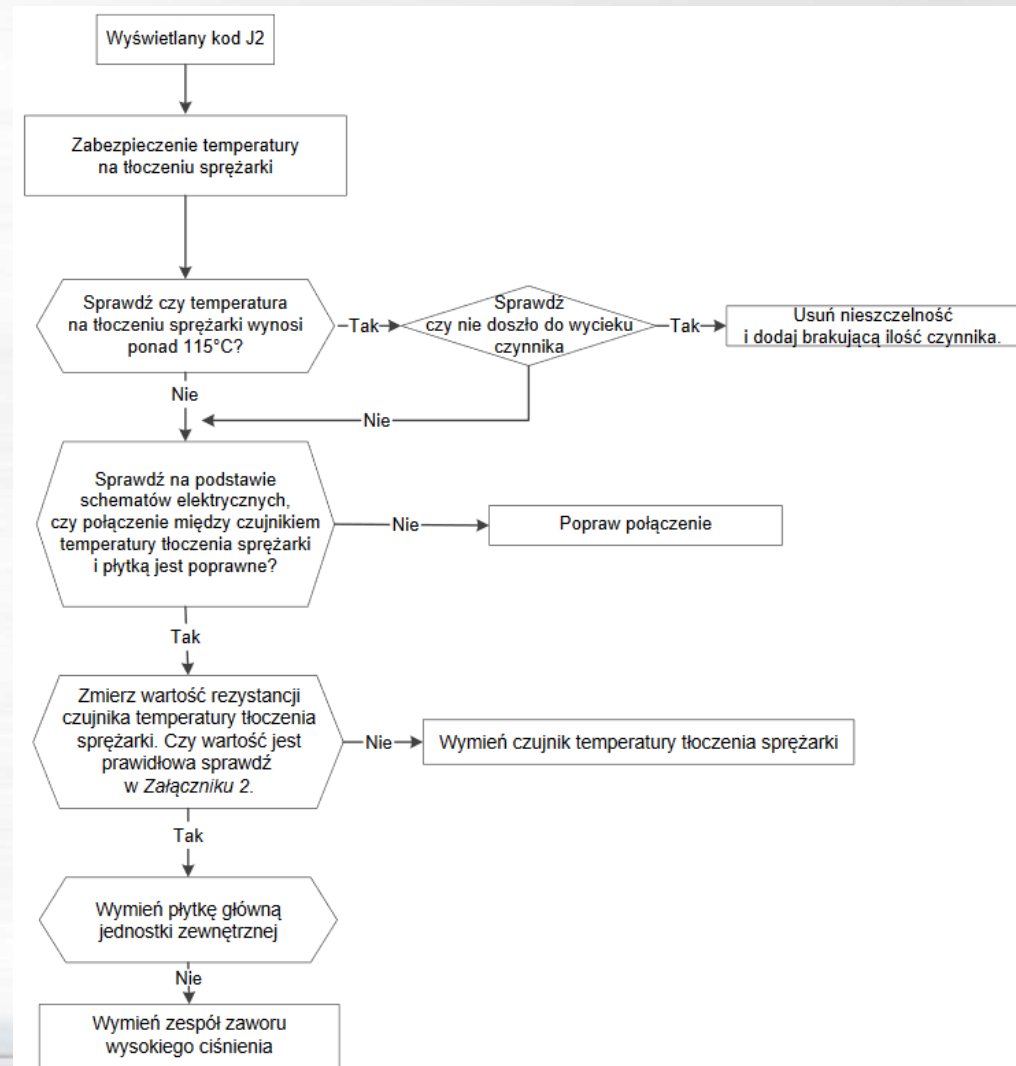 Wyświetlany kod J2
Zabezpieczenie temperatury
na tłoczeniu sprężarki
Sprawdź czy temperatura
na tłoczeniu sprężarki wynosi
ponad 115°C?
Tak
Sprawdź
czy nie doszło do wycieku
czynnika
Tak
Usuń nieszczelność
i dodaj brakującą ilość czynnika.
Nie
Nie
Sprawdź na podstawie
schematów elektrycznych,
czy połączenie między czujnikiem
temperatury tłoczenia sprężarki
i płytką jest poprawne?
Nie
Popraw połączenie
Tak
Zmierz wartość rezystancji
czujnika temperatury tłoczenia
sprężarki. Czy wartość jest
prawidłowa sprawdź
w Załączniku 2.
Nie
Wymień czujnik temperatury tłoczenia sprężarki
Tak
Wymień płytkę główną
jednostki zewnętrznej
Nie
Wymień zespół zaworu
wysokiego ciśnienia